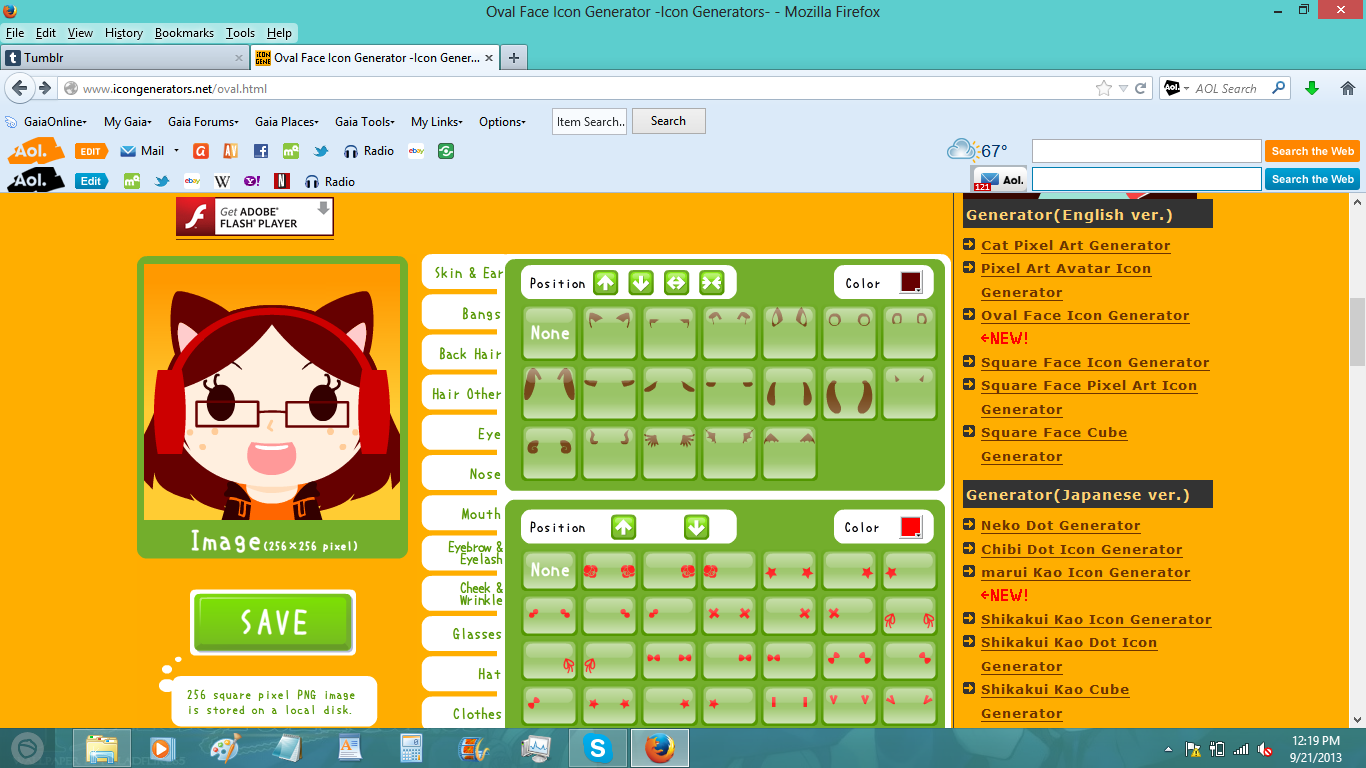 Oval Face Icon Generator -Icon Generators- - Mozilla Firefox
File Edit View History Bookmarks Tools Help
t Tumblr × ICON GENE Oval Face Icon Generator -Icon Gener... × +
www.icongenerators.net/oval.html Aol. AOL Search
GaiaOnline My Gaia Gaia Forums Gaia Places Gaia Tools My Links Options Item Search.. Search
Aol. EDIT Mail Radio ebay 67° Search the Web
Aol. Edit ebay W Y! N Radio 121 Aol. Search the Web
Get ADOBE®
FLASH® PLAYER
Image(256×256 pixel)
SAVE
256 square pixel PNG image
is stored on a local disk.
Skin & Ear
Bangs
Back Hair
Hair Other
Eye
Nose
Mouth
Eyebrow &
Eyelash
Cheek &
Wrinkle
Glasses
Hat
Clothes
Position Color
None
Position Color
None
Generator(English ver.)
Cat Pixel Art Generator
Pixel Art Avatar Icon
Generator
Oval Face Icon Generator
←NEW!
Square Face Icon Generator
Square Face Pixel Art Icon
Generator
Square Face Cube
Generator
Generator(Japanese ver.)
Neko Dot Generator
Chibi Dot Icon Generator
marui Kao Icon Generator
←NEW!
Shikakui Kao Icon Generator
Shikakui Kao Dot Icon
Generator
Shikakui Kao Cube
Generator
12:19 PM
9/21/2013